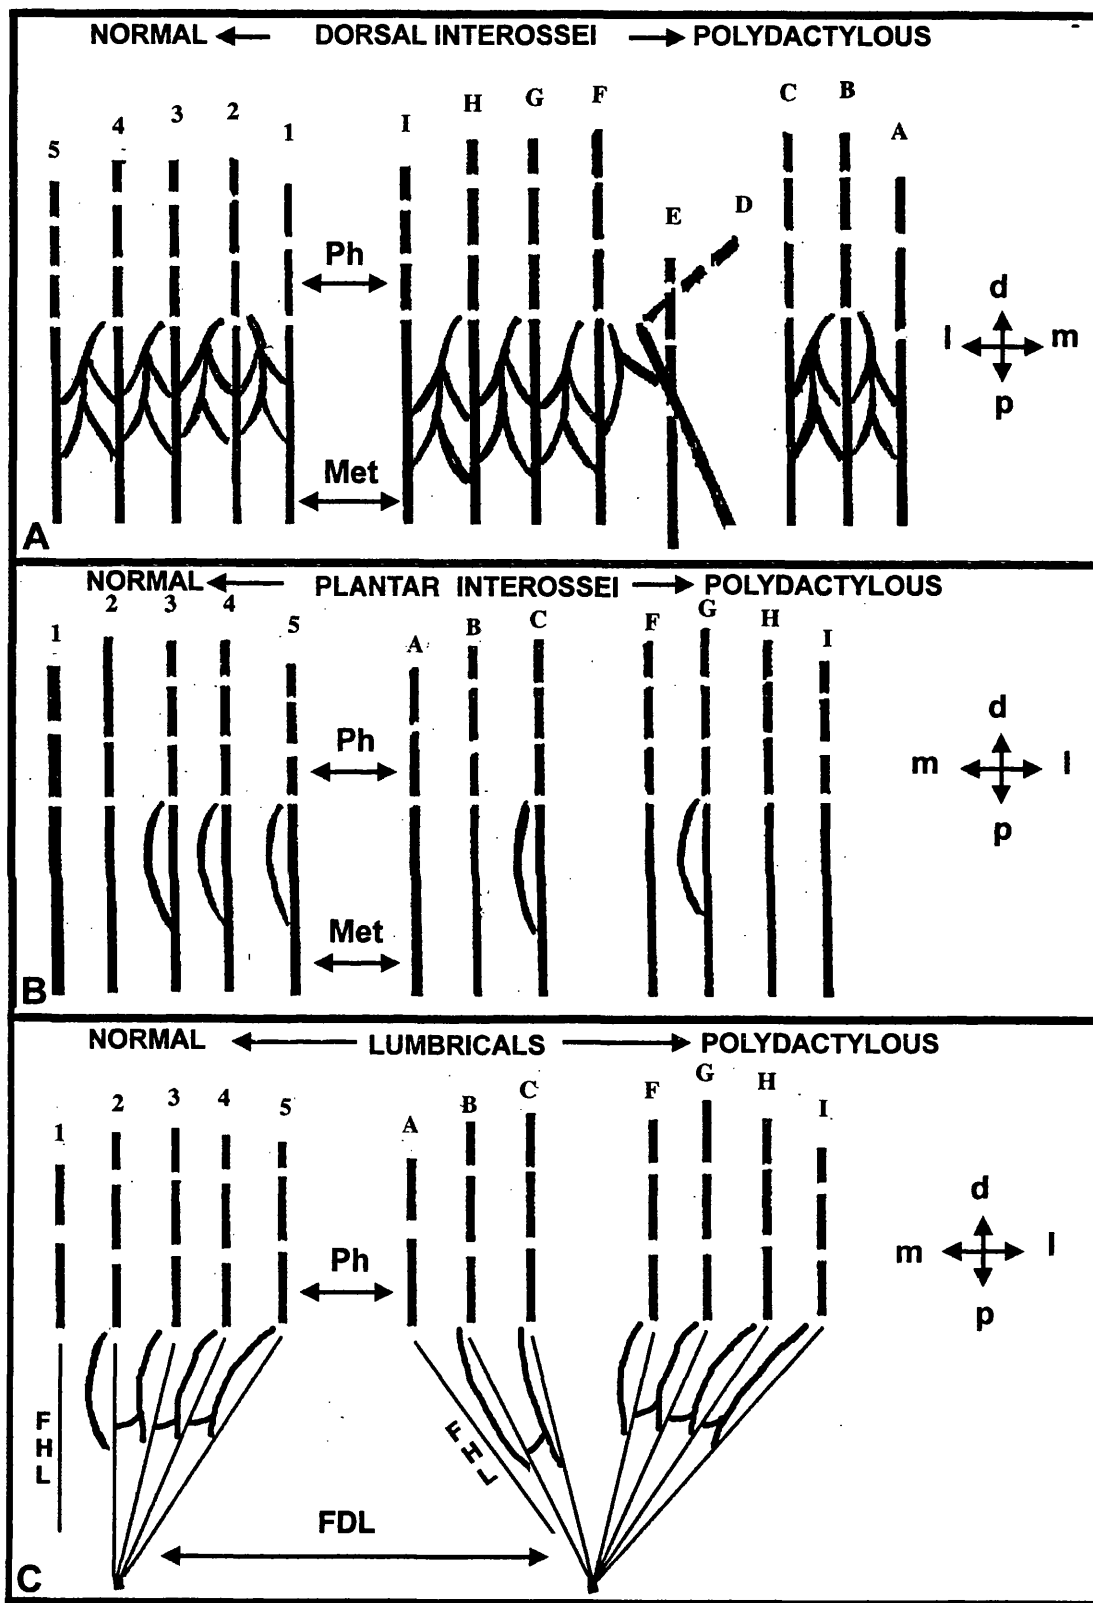 NORMAL DORSAL INTEROSSEI POLYDACTYLOUS
5 4 3 2 1 I H G F E D C B A
Ph
d
l m
p
Met
A
NORMAL PLANTAR INTEROSSEI POLYDACTYLOUS
1 2 3 4 5 A B C F G H I
Ph
d
m l
p
Met
B
NORMAL LUMBRICALS POLYDACTYLOUS
1 2 3 4 5 A B C F G H I
d
Ph
m l
p
FHL
FHL
FDL
C